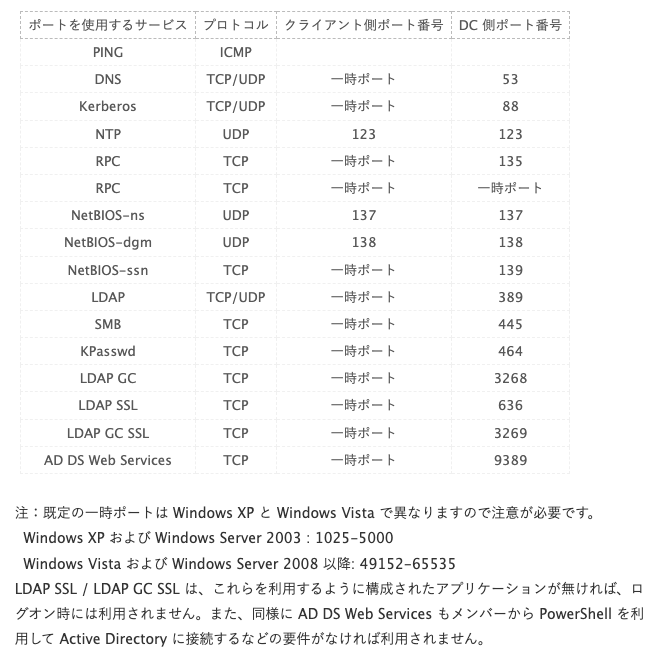 ポートを使用するサービス プロトコル クライアント側ポート番号 DC 側ポート番号
PING ICMP
DNS TCP/UDP 一時ポート 53
Kerberos TCP/UDP 一時ポート 88
NTP UDP 123 123
RPC TCP 一時ポート 135
RPC TCP 一時ポート 一時ポート
NetBIOS-ns UDP 137 137
NetBIOS-dgm UDP 138 138
NetBIOS-ssn TCP 一時ポート 139
LDAP TCP/UDP 一時ポート 389
SMB TCP 一時ポート 445
KPasswd TCP 一時ポート 464
LDAP GC TCP 一時ポート 3268
LDAP SSL TCP 一時ポート 636
LDAP GC SSL TCP 一時ポート 3269
AD DS Web Services TCP 一時ポート 9389
注：既定の一時ポートは Windows XP と Windows Vista で異なりますので注意が必要です。
Windows XP および Windows Server 2003 : 1025-5000
Windows Vista および Windows Server 2008 以降: 49152-65535
LDAP SSL / LDAP GC SSL は、これらを利用するように構成されたアプリケーションが無ければ、ロ
グオン時には利用されません。また、同様に AD DS Web Services もメンバーから PowerShell を利
用して Active Directory に接続するなどの要件がなければ利用されません。